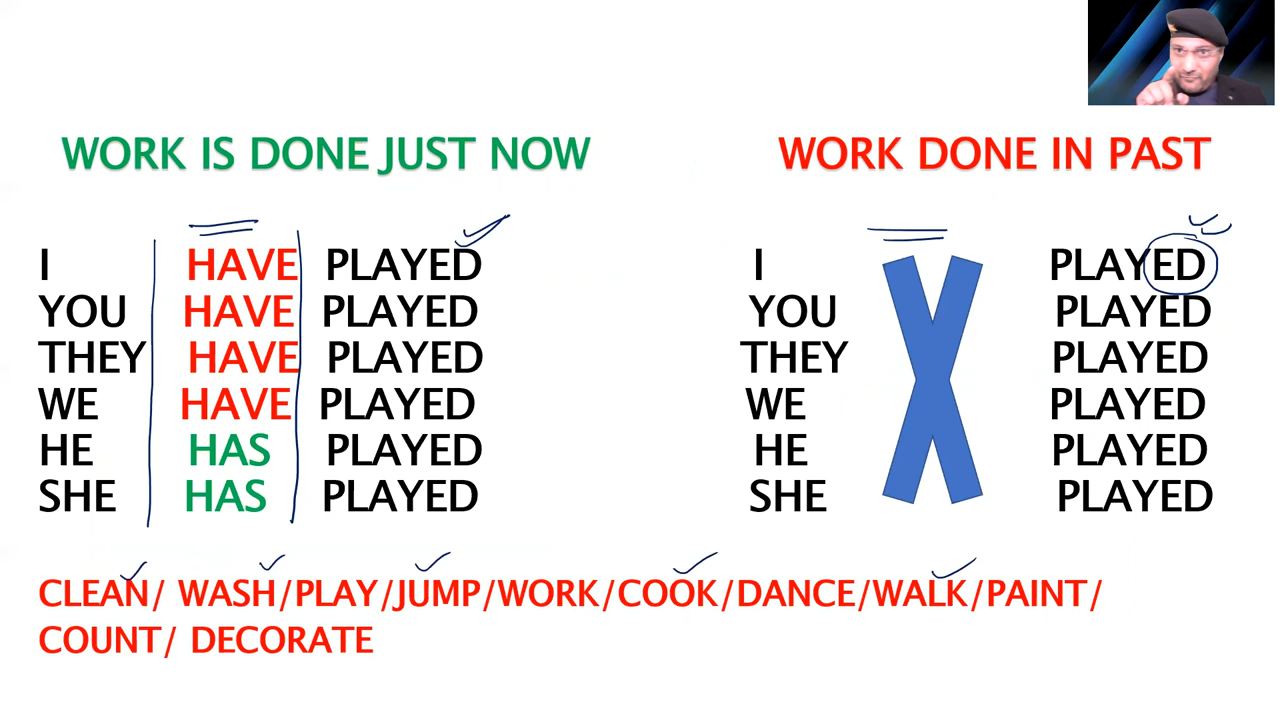 WORK IS DONE JUST NOW
WORK DONE IN PAST
I HAVE PLAYED
YOU HAVE PLAYED
THEY HAVE PLAYED
WE HAVE PLAYED
HE HAS PLAYED
SHE HAS PLAYED
I PLAYED
YOU PLAYED
THEY PLAYED
WE PLAYED
HE PLAYED
SHE PLAYED
CLEAN/ WASH/PLAY/JUMP/WORK/COOK/DANCE/WALK/PAINT/
COUNT/ DECORATE